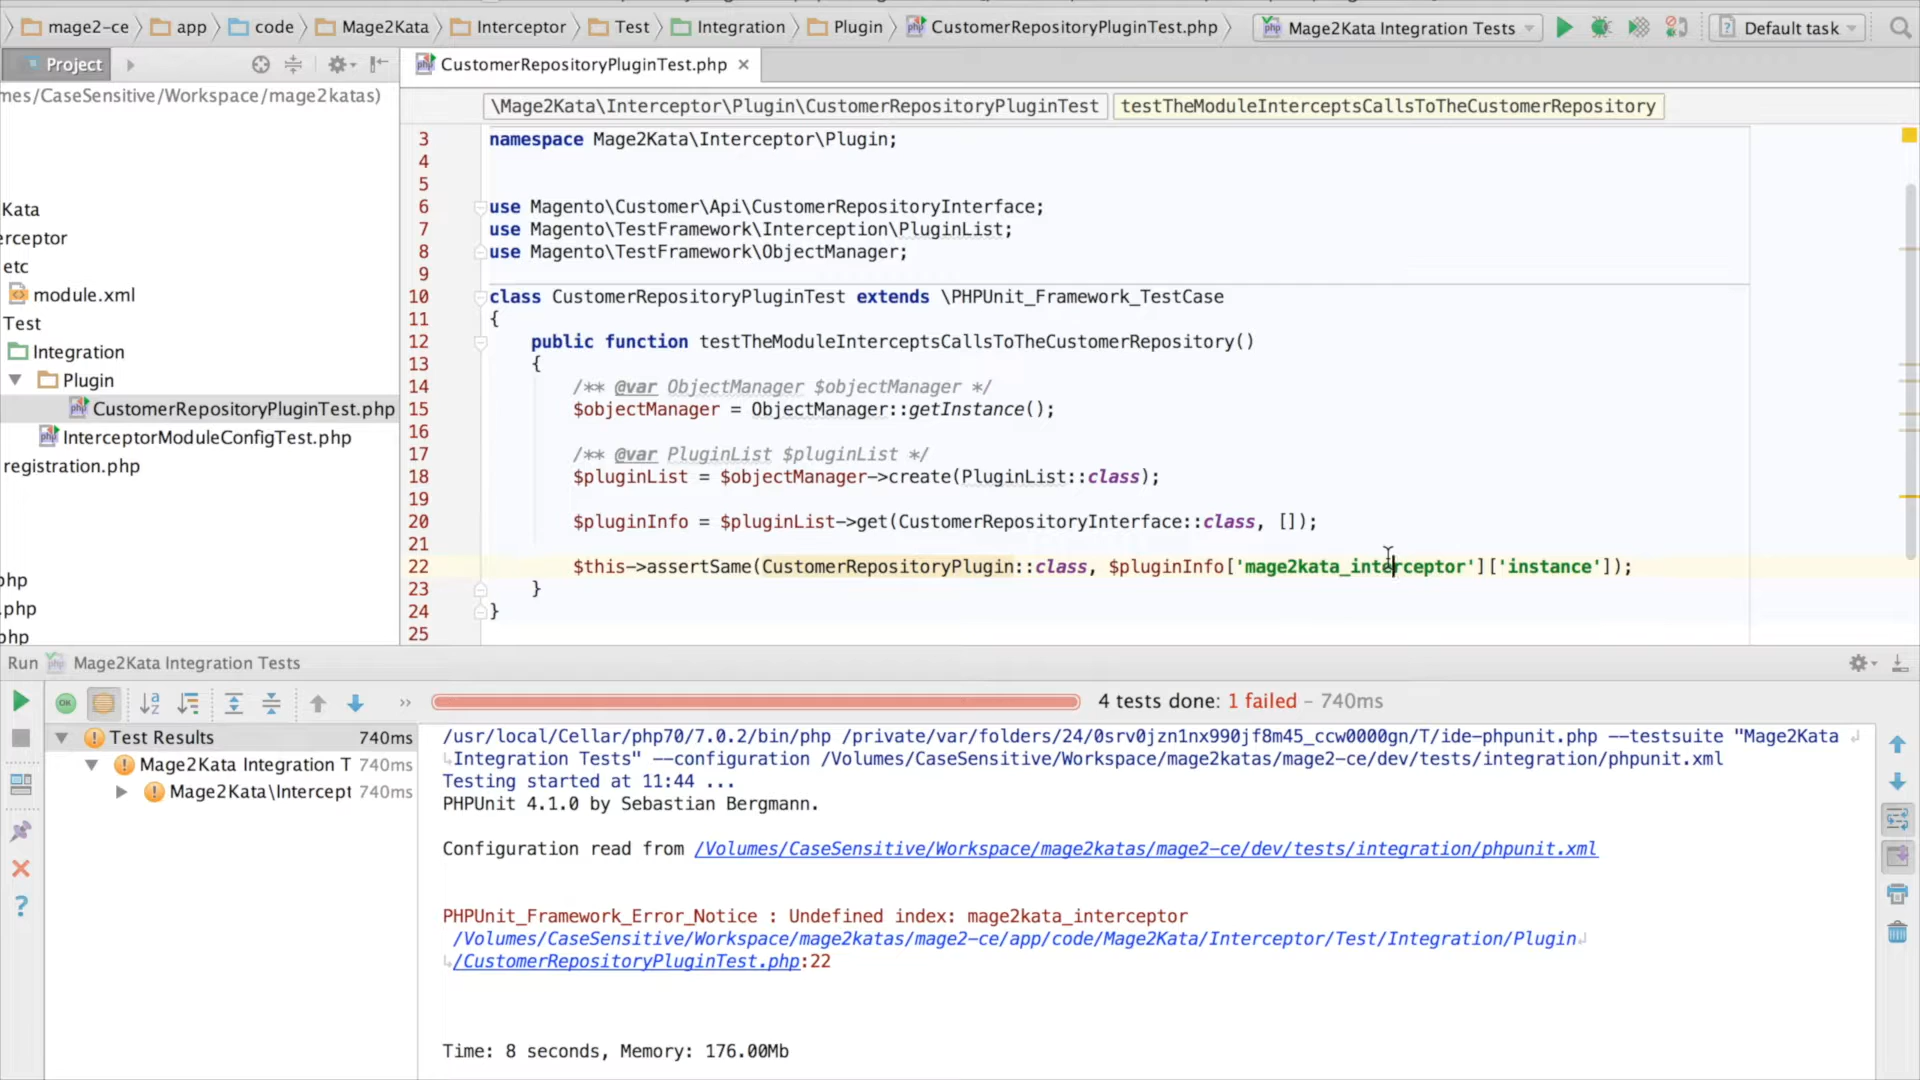 mage2-ce app code Mage2Kata Interceptor Test Integration Plugin CustomerRepositoryPluginTest.php Mage2Kata Integration Tests Default task
Project
CustomerRepositoryPluginTest.php
mes/CaseSensitive/Workspace/mage2katas)
Kata
erceptor
etc
module.xml
Test
Integration
Plugin
CustomerRepositoryPluginTest.php
InterceptorModuleConfigTest.php
registration.php
php
.php
php
\Mage2Kata\Interceptor\Plugin\CustomerRepositoryPluginTest testTheModuleInterceptsCallsToTheCustomerRepository
3 namespace Mage2Kata\Interceptor\Plugin;
4
5
6 use Magento\Customer\Api\CustomerRepositoryInterface;
7 use Magento\TestFramework\Interception\PluginList;
8 use Magento\TestFramework\ObjectManager;
9
10 class CustomerRepositoryPluginTest extends \PHPUnit_Framework_TestCase
11 {
12 public function testTheModuleInterceptsCallsToTheCustomerRepository()
13 {
14 /** @var ObjectManager $objectManager */
15 $objectManager = ObjectManager::getInstance();
16
17 /** @var PluginList $pluginList */
18 $pluginList = $objectManager->create(PluginList::class);
19
20 $pluginInfo = $pluginList->get(CustomerRepositoryInterface::class, []);
21
22 $this->assertSame(CustomerRepositoryPlugin::class, $pluginInfo['mage2kata_interceptor']['instance']);
23 }
24 }
25
Run Mage2Kata Integration Tests
4 tests done: 1 failed – 740ms
Test Results 740ms
Mage2Kata Integration T 740ms
Mage2Kata\Intercept 740ms
/usr/local/Cellar/php70/7.0.2/bin/php /private/var/folders/24/0srv0jzn1nx990jf8m45_ccw0000gn/T/ide-phpunit.php --testsuite "Mage2Kata
Integration Tests" --configuration /Volumes/CaseSensitive/Workspace/mage2katas/mage2-ce/dev/tests/integration/phpunit.xml
Testing started at 11:44 ...
PHPUnit 4.1.0 by Sebastian Bergmann.
Configuration read from /Volumes/CaseSensitive/Workspace/mage2katas/mage2-ce/dev/tests/integration/phpunit.xml
PHPUnit_Framework_Error_Notice : Undefined index: mage2kata_interceptor
/Volumes/CaseSensitive/Workspace/mage2katas/mage2-ce/app/code/Mage2Kata/Interceptor/Test/Integration/Plugin
/CustomerRepositoryPluginTest.php:22
Time: 8 seconds, Memory: 176.00Mb